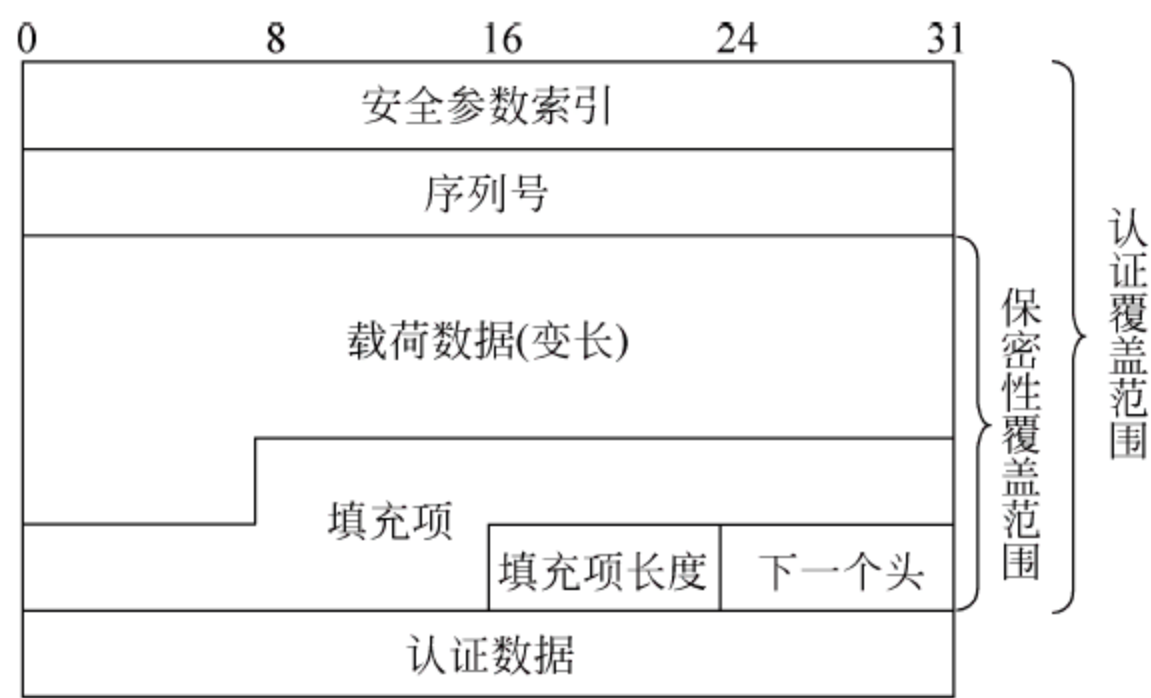 0 8 16 24 31
安全参数索引
序列号
载荷数据(变长)
填充项
填充项长度 下一个头
认证数据
保密性覆盖范围
认证覆盖范围